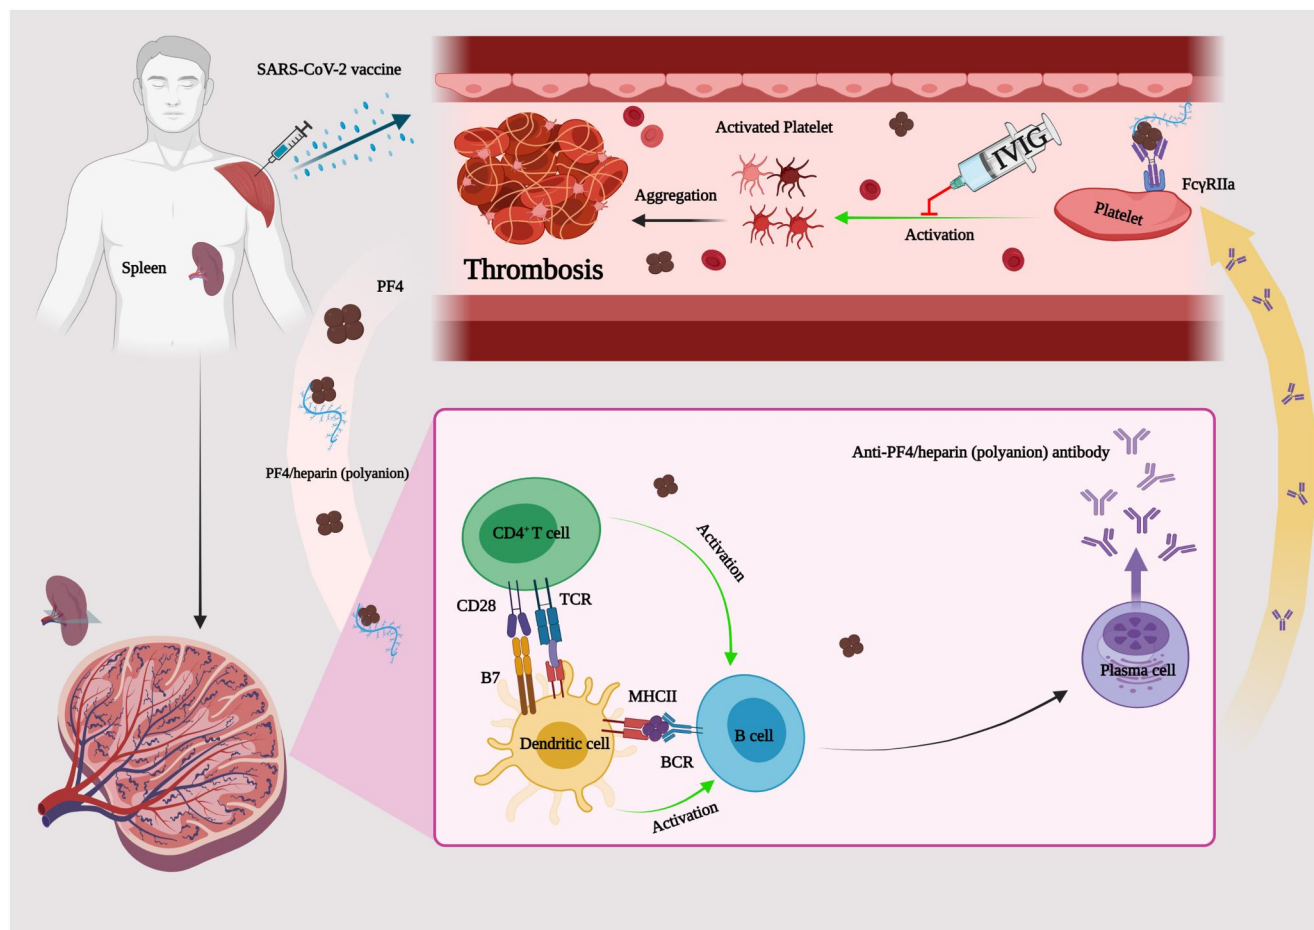 SARS-CoV-2 vaccine
Spleen
PF4
PF4/heparin (polyanion)
Activated Platelet
IVIG
FcγRIIa
Aggregation
Platelet
Activation
Thrombosis
Anti-PF4/heparin (polyanion) antibody
CD4⁺ T cell
Activation
CD28
TCR
B7
MHCII
Plasma cell
Dendritic cell
B cell
BCR
Activation